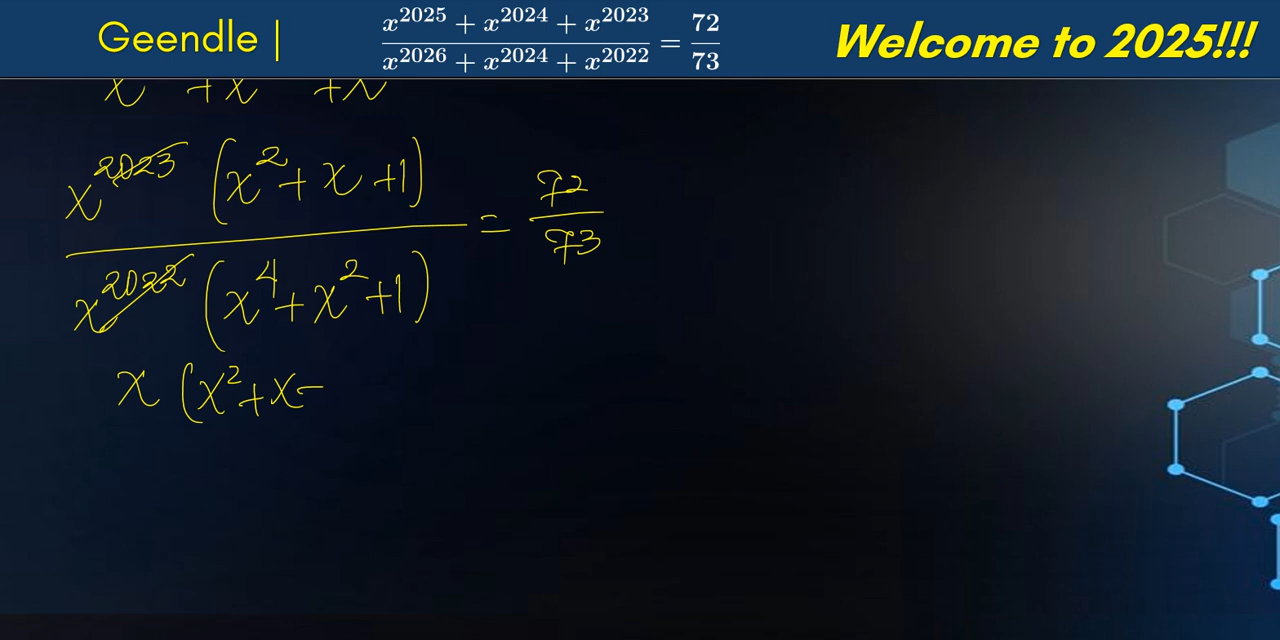 Geendle |
x^2025 + x^2024 + x^2023 / x^2026 + x^2024 + x^2022 = 72/73
Welcome to 2025!!!
x + x + x
x^2023 (x^2 + x + 1) / x^2022 (x^4 + x^2 + 1) = 72/73
x (x^2 + x -